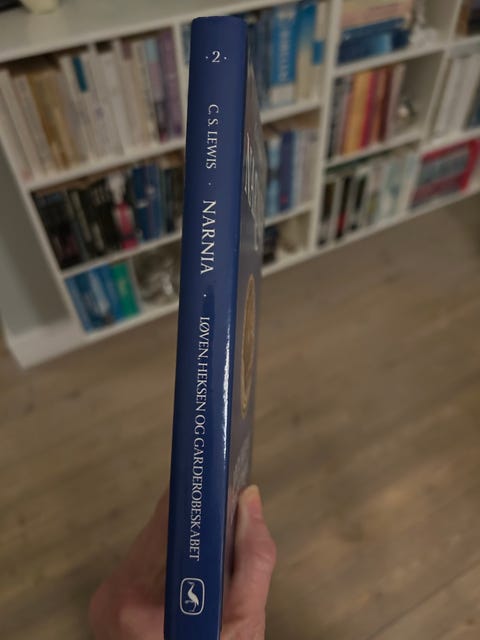 · 2 ·
C. S. LEWIS · NARNIA · LØVEN, HEKSEN OG GARDEROBESKABET